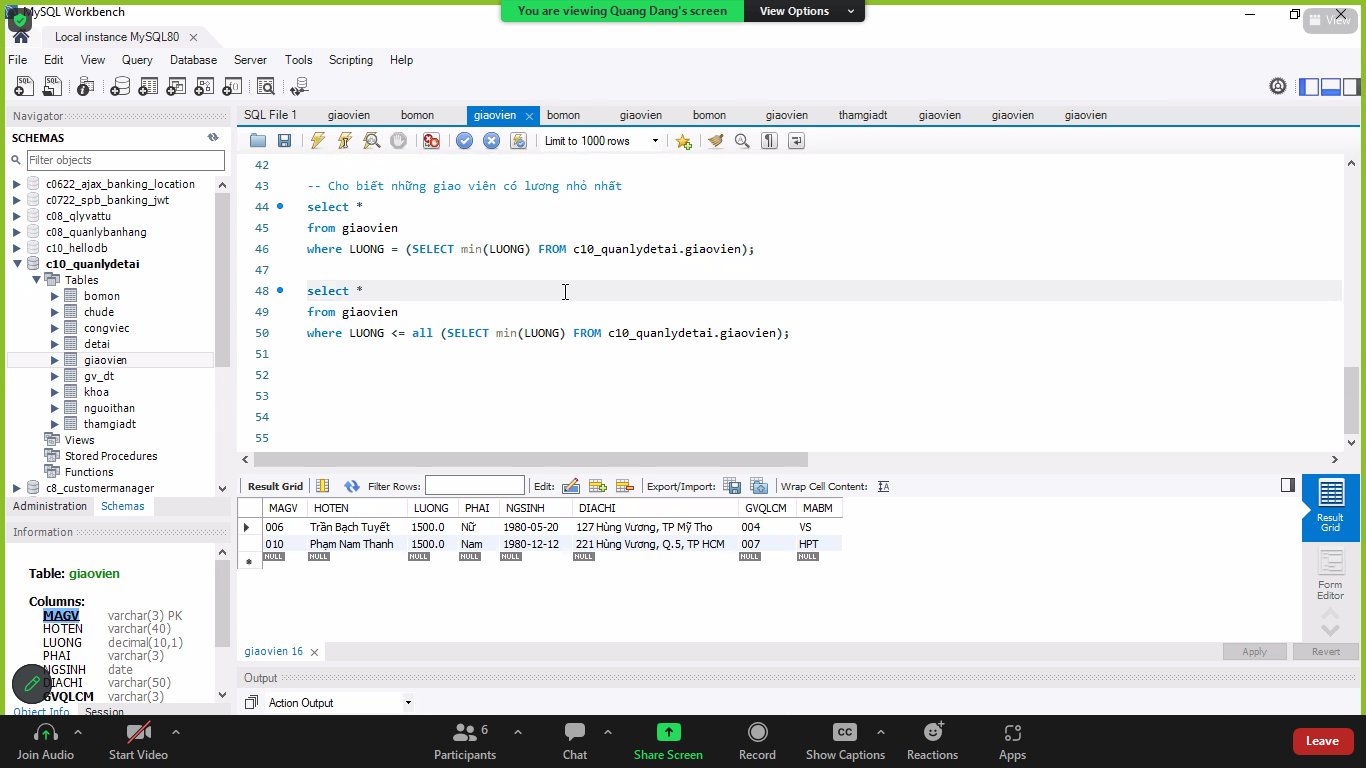 MySQL Workbench
You are viewing Quang Dang's screen
View Options
View
Local instance MySQL80
File Edit View Query Database Server Tools Scripting Help
Navigator
SCHEMAS
Filter objects
c0622_ajax_banking_location
c0722_spb_banking_jwt
c08_qlyvattu
c08_quanlybanhang
c10_hellodb
c10_quanlydetai
Tables
bomon
chude
congviec
detai
giaovien
gv_dt
khoa
nguoithan
thamgiadt
Views
Stored Procedures
Functions
c8_customermanager
Administration Schemas
Information
Table: giaovien
Columns:
MAGV varchar(3) PK
HOTEN varchar(40)
LUONG decimal(10,1)
PHAI varchar(3)
NGSINH date
DIACHI varchar(50)
GVQLCM varchar(3)
Object Info Session
SQL File 1 giaovien bomon giaovien bomon giaovien bomon giaovien thamgiadt giaovien giaovien giaovien
Limit to 1000 rows
42
43 -- Cho biết những giao viên có lương nhỏ nhất
44 select *
45 from giaovien
46 where LUONG = (SELECT min(LUONG) FROM c10_quanlydetai.giaovien);
47
48 select *
49 from giaovien
50 where LUONG <= all (SELECT min(LUONG) FROM c10_quanlydetai.giaovien);
51
52
53
54
55
Result Grid Filter Rows: Edit: Export/Import: Wrap Cell Content:
MAGV HOTEN LUONG PHAI NGSINH DIACHI GVQLCM MABM
006 Trần Bạch Tuyết 1500.0 Nữ 1980-05-20 127 Hùng Vương, TP Mỹ Tho 004 VS
010 Phạm Nam Thanh 1500.0 Nam 1980-12-12 221 Hùng Vương, Q.5, TP HCM 007 HPT
NULL NULL NULL NULL NULL NULL NULL NULL
Result
Grid
Form
Editor
giaovien 16
Apply Revert
Output
Action Output
6
Join Audio Start Video Participants Chat Share Screen Record Show Captions Reactions Apps Leave
CC